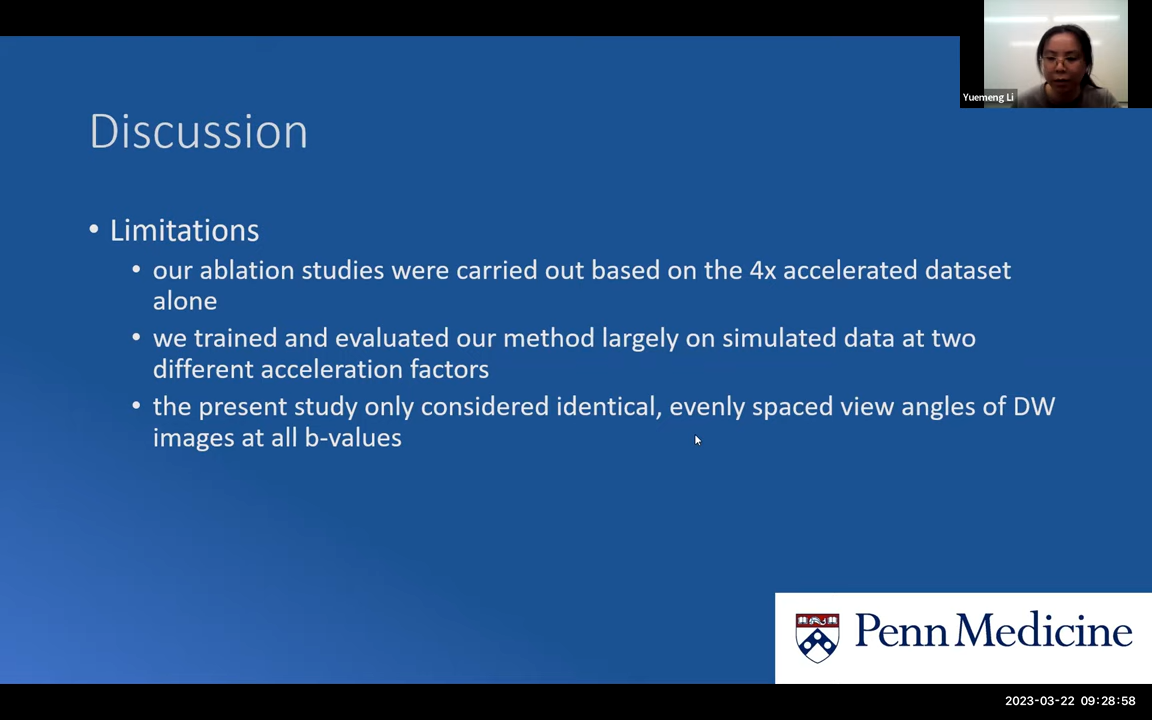 Yuemeng Li
Discussion
• Limitations
• our ablation studies were carried out based on the 4x accelerated dataset
alone
• we trained and evaluated our method largely on simulated data at two
different acceleration factors
• the present study only considered identical, evenly spaced view angles of DW
images at all b-values
Penn Medicine
2023-03-22 09:28:58